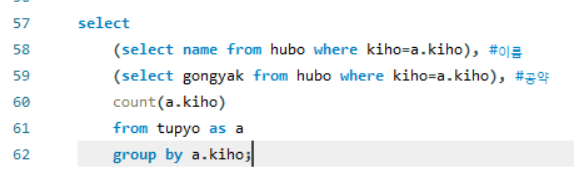 57 select
58 (select name from hubo where kiho=a.kiho), #이름
59 (select gongyak from hubo where kiho=a.kiho), #공약
60 count(a.kiho)
61 from tupyo as a
62 group by a.kiho;